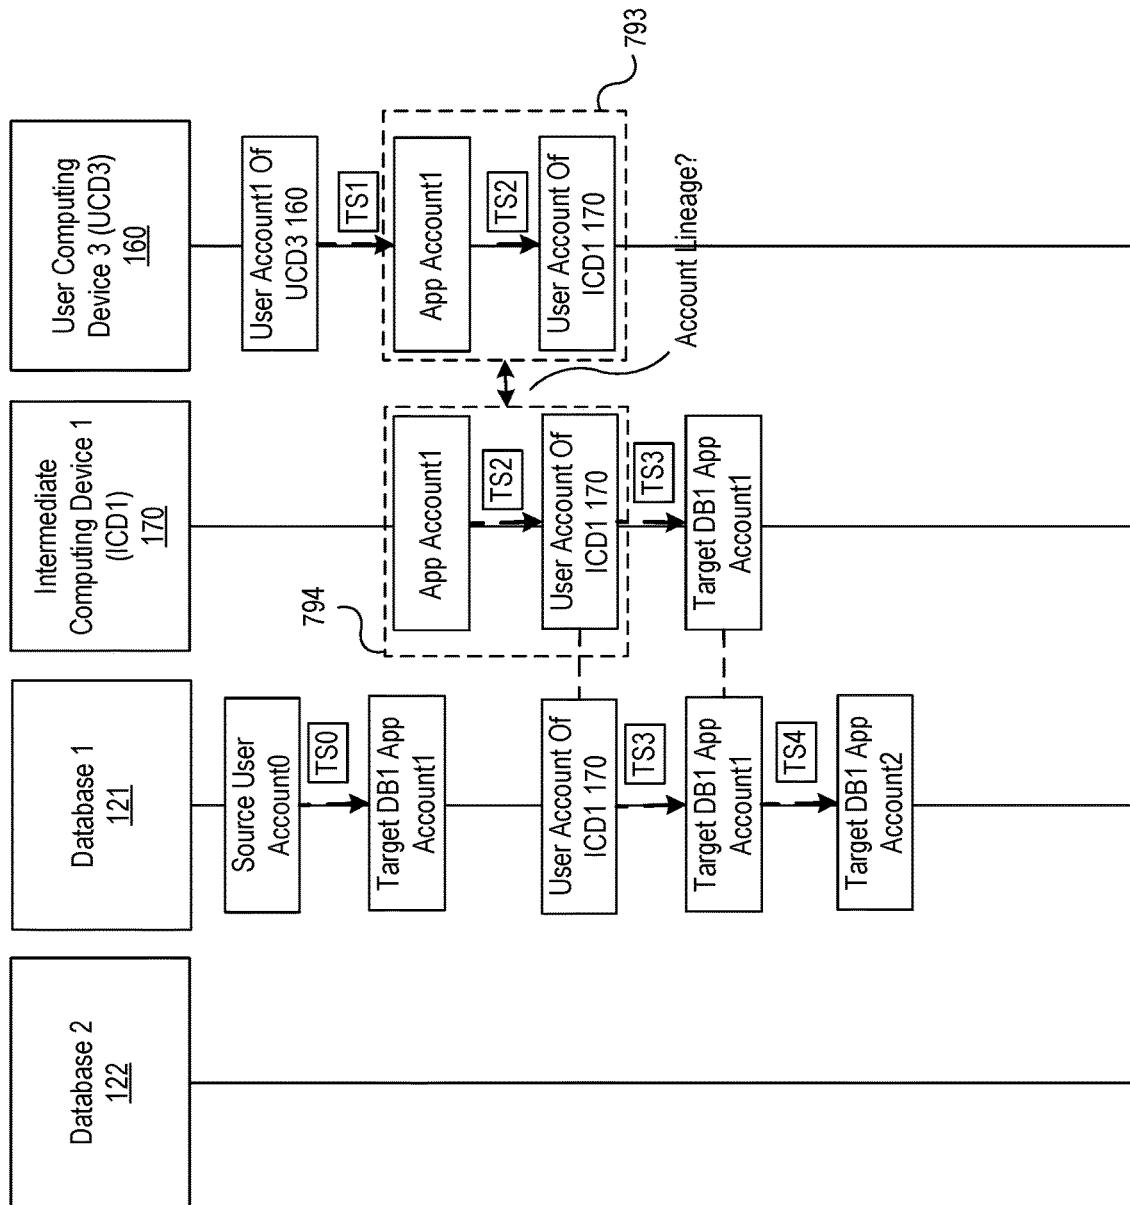 Database 2
122
Database 1
121
Source User
Account0
TS0
Target DB1 App
Account1
User Account Of
ICD1 170
TS3
Target DB1 App
Account1
TS4
Target DB1 App
Account2
Intermediate
Computing Device 1
(ICD1)
170
794
App Account1
TS2
User Account Of
ICD1 170
TS3
Target DB1 App
Account1
User Computing
Device 3 (UCD3)
160
User Account1 Of
UCD3 160
TS1
App Account1
TS2
User Account Of
ICD1 170
793
Account Lineage?